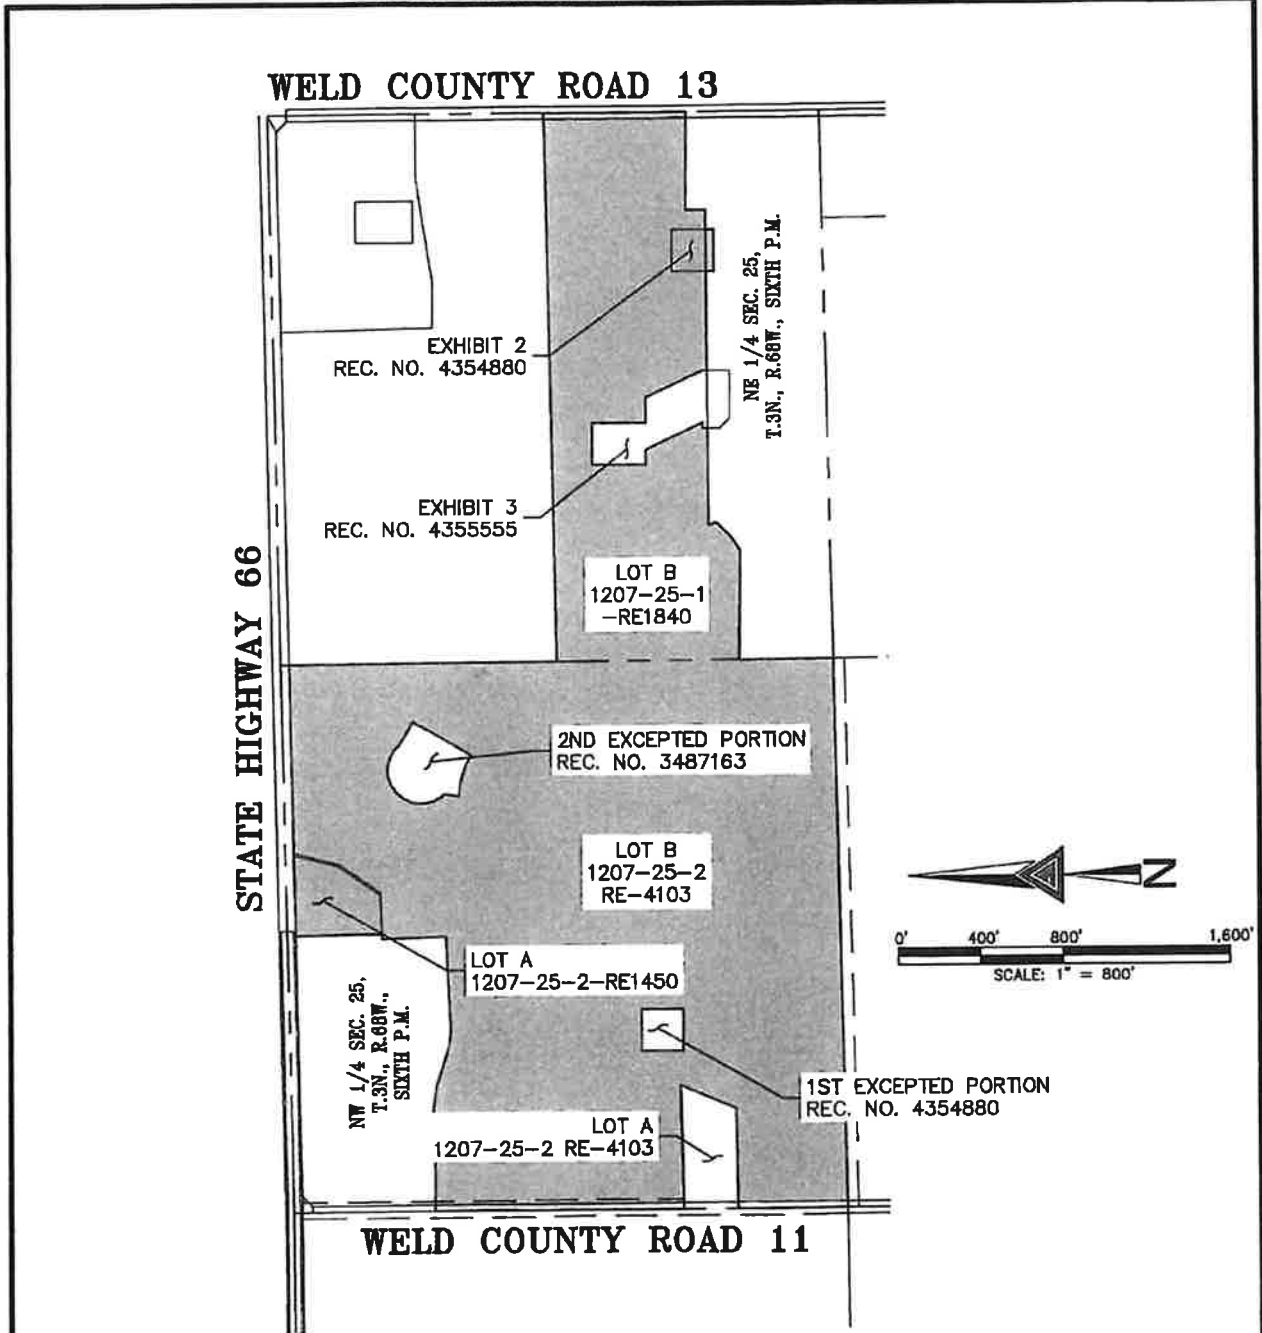 WELD COUNTY ROAD 13
NE 1/4 SEC. 25,
T.3N., R.68W., SIXTH P.M.
EXHIBIT 2
REC. NO. 4354880
EXHIBIT 3
REC. NO. 4355555
LOT B
1207-25-1
-RE1840
STATE HIGHWAY 66
2ND EXCEPTED PORTION
REC. NO. 3487163
LOT B
1207-25-2
RE-4103
N
0' 400' 800' 1,600'
SCALE: 1" = 800'
LOT A
1207-25-2-RE1450
NW 1/4 SEC. 25,
T.3N., R.68W.,
SIXTH P.M.
1ST EXCEPTED PORTION
REC. NO. 4354880
LOT A
1207-25-2 RE-4103
WELD COUNTY ROAD 11